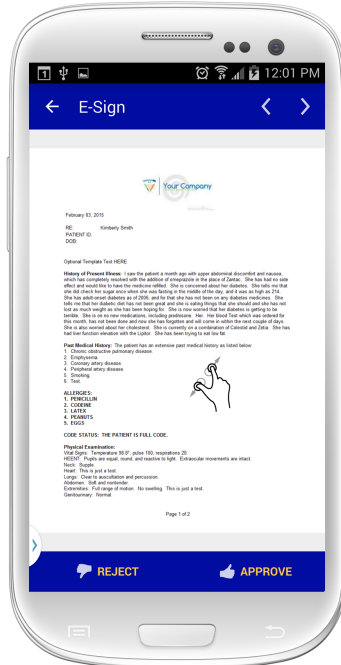 1 12:01 PM
E-Sign
Your Company
February 03, 2015
RE: Kimberly Smith
PATIENT ID:
DOB:
Optional Template Text HERE
History of Present Illness: I saw the patient a month ago with upper abdominal discomfort and nausea,
which has completely resolved with the addition of omeprazole in the place of Zantac. She has had no side
effect and would like to have the medicine refilled. She is concerned about her diabetes. She tells me that
she did check her sugar once when she was fasting in the middle of the day, and it was as high as 214.
She has adult-onset diabetes as of 2006, and for that she has not been on any diabetes medicines. She
tells me that her diabetic diet has not been great and she is eating things that she should and she has not
lost as much weight as she has been hoping for. She is now worried that her diabetes is getting to be
terrible. She is on no new medications, including prednisone. Her Her blood Test which was ordered for
this month, has not been done and now she has forgotten and will come in within the next couple of days.
She is also worried about her cholesterol. She is currently on a combination of Colestid and Zetia. She has
had liver function elevation with the Lipitor. She has been trying to eat low fat.
Past Medical History: The patient has an extensive past medical history as listed below:
1. Chronic obstructive pulmonary disease.
2. Emphysema.
3. Coronary artery disease.
4. Peripheral artery disease.
5. Smoking.
6. Test.
ALLERGIES:
1. PENICILLIN
2. CODEINE
3. LATEX
4. PEANUTS
5. EGGS
CODE STATUS: THE PATIENT IS FULL CODE.
Physical Examination:
Vital Signs: Temperature 98.8°, pulse 100, respirations 20.
HEENT: Pupils are equal, round, and reactive to light. Extraocular movements are intact.
Neck: Supple.
Heart: This is just a test.
Lungs: Clear to auscultation and percussion.
Abdomen: Soft and nontender.
Extremities: Full range of motion. No swelling. This is just a test.
Genitourinary: Normal.
Page 1 of 2
REJECT APPROVE